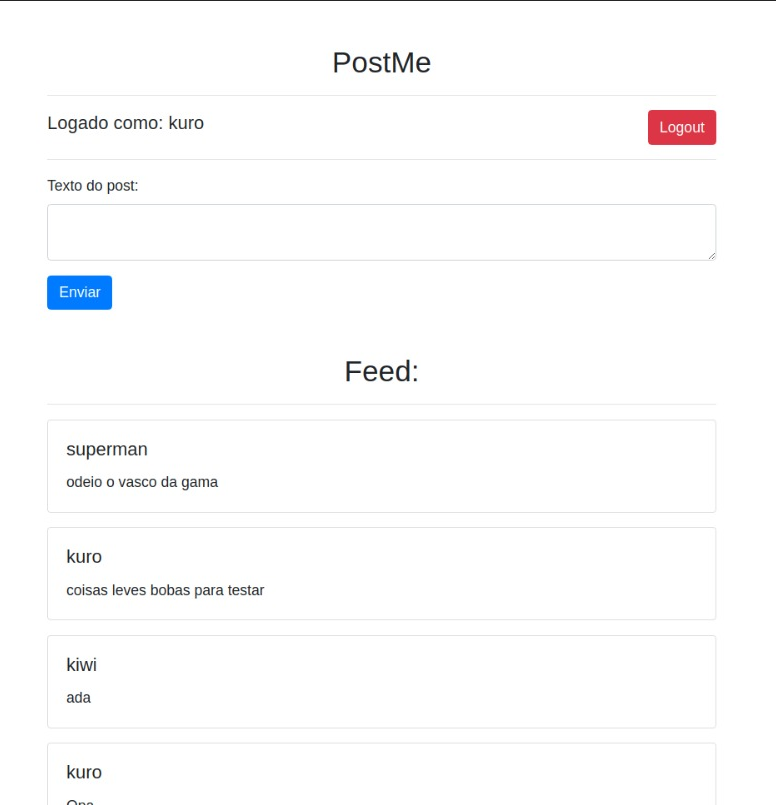 PostMe
Logado como: kuro
Logout
Texto do post:
Enviar
Feed:
superman
odeio o vasco da gama
kuro
coisas leves bobas para testar
kiwi
ada
kuro